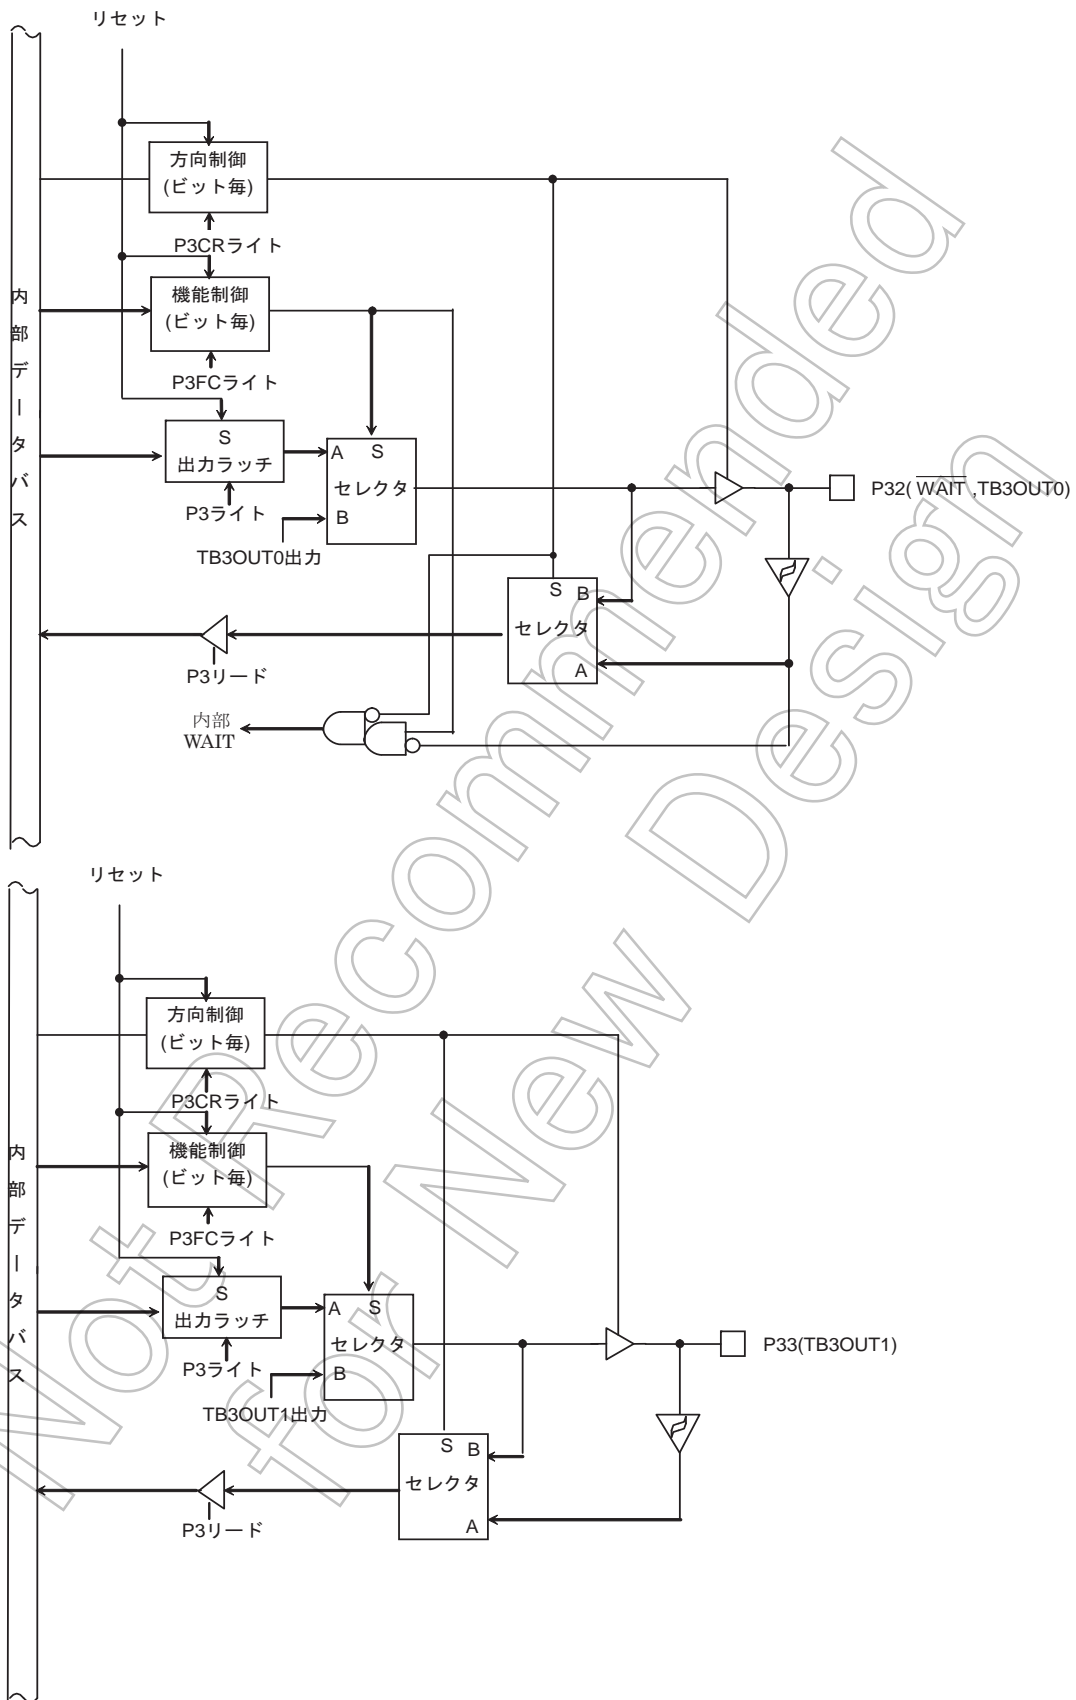 リセット
方向制御
(ビット毎)
P3CRライト
機能制御
(ビット毎)
P3FCライト
内部データバス
S
出力ラッチ
P3ライト
A S
セレクタ
B
TB3OUT0出力
P32( WAIT ,TB3OUT0)
S B
セレクタ
A
P3リード
内部
WAIT
リセット
方向制御
(ビット毎)
P3CRライト
機能制御
(ビット毎)
P3FCライト
内部データバス
S
出力ラッチ
P3ライト
A S
セレクタ
B
TB3OUT1出力
P33(TB3OUT1)
S B
セレクタ
A
P3リード
Not Recommended
for New Design